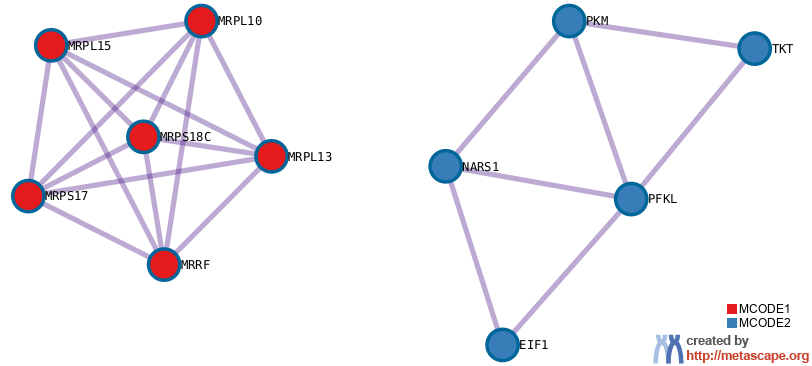 MRPL10
MRPL15
MRPS18C
MRPL13
MRPS17
MRRF
PKM
TKT
NARS1
PFKL
EIF1
MCODE1
MCODE2
created by
http://metascape.org